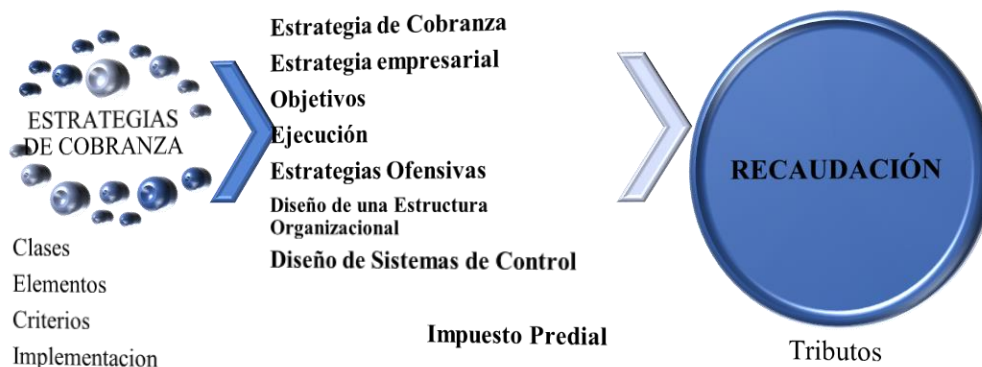 ESTRATEGIAS
DE COBRANZA
Clases
Elementos
Criterios
Implementacion
Estrategia de Cobranza
Estrategia empresarial
Objetivos
Ejecución
Estrategias Ofensivas
Diseño de una Estructura
Organizacional
Diseño de Sistemas de Control
Impuesto Predial
RECAUDACIÓN
Tributos